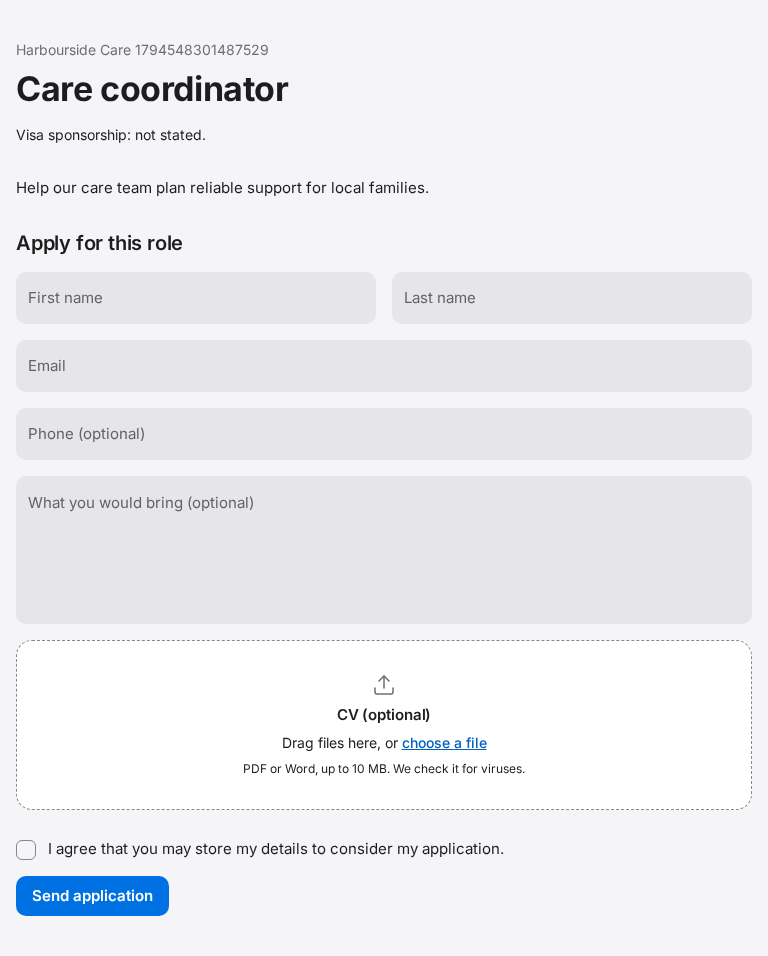 Harbourside Care 1794548301487529
Care coordinator
Visa sponsorship: not stated.
Help our care team plan reliable support for local families.
Apply for this role
First name
Last name
Email
Phone (optional)
What you would bring (optional)
CV (optional)
Drag files here, or choose a file
PDF or Word, up to 10 MB. We check it for viruses.
I agree that you may store my details to consider my application.
Send application